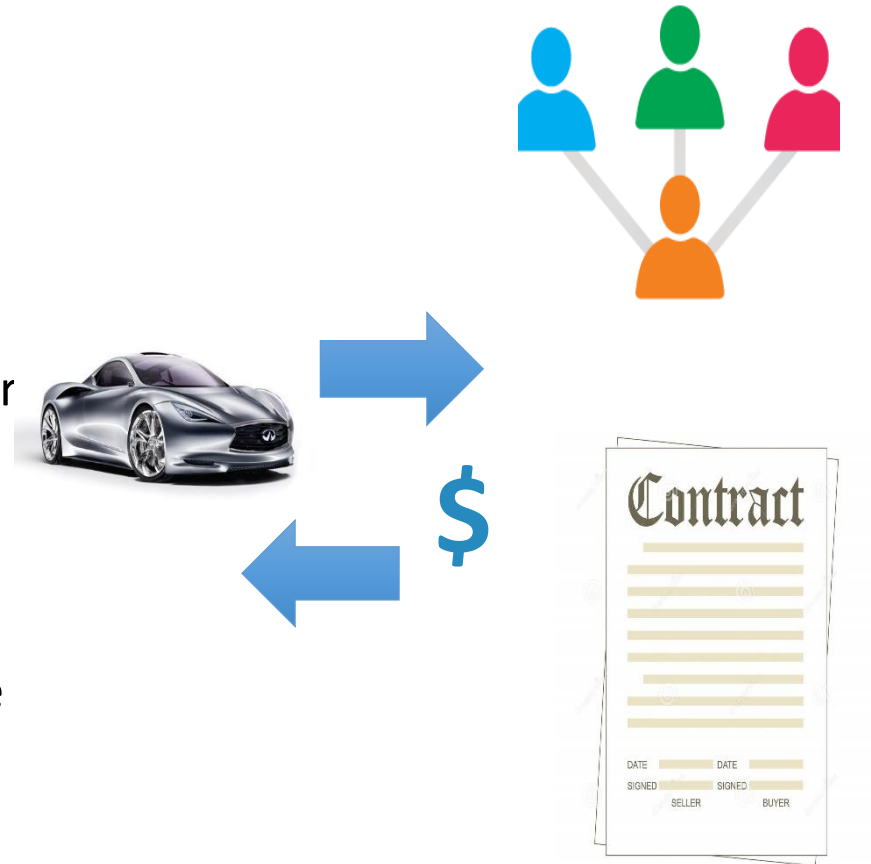 r
$
Contract
DATE DATE
SIGNED SIGNED
SELLER BUYER
e